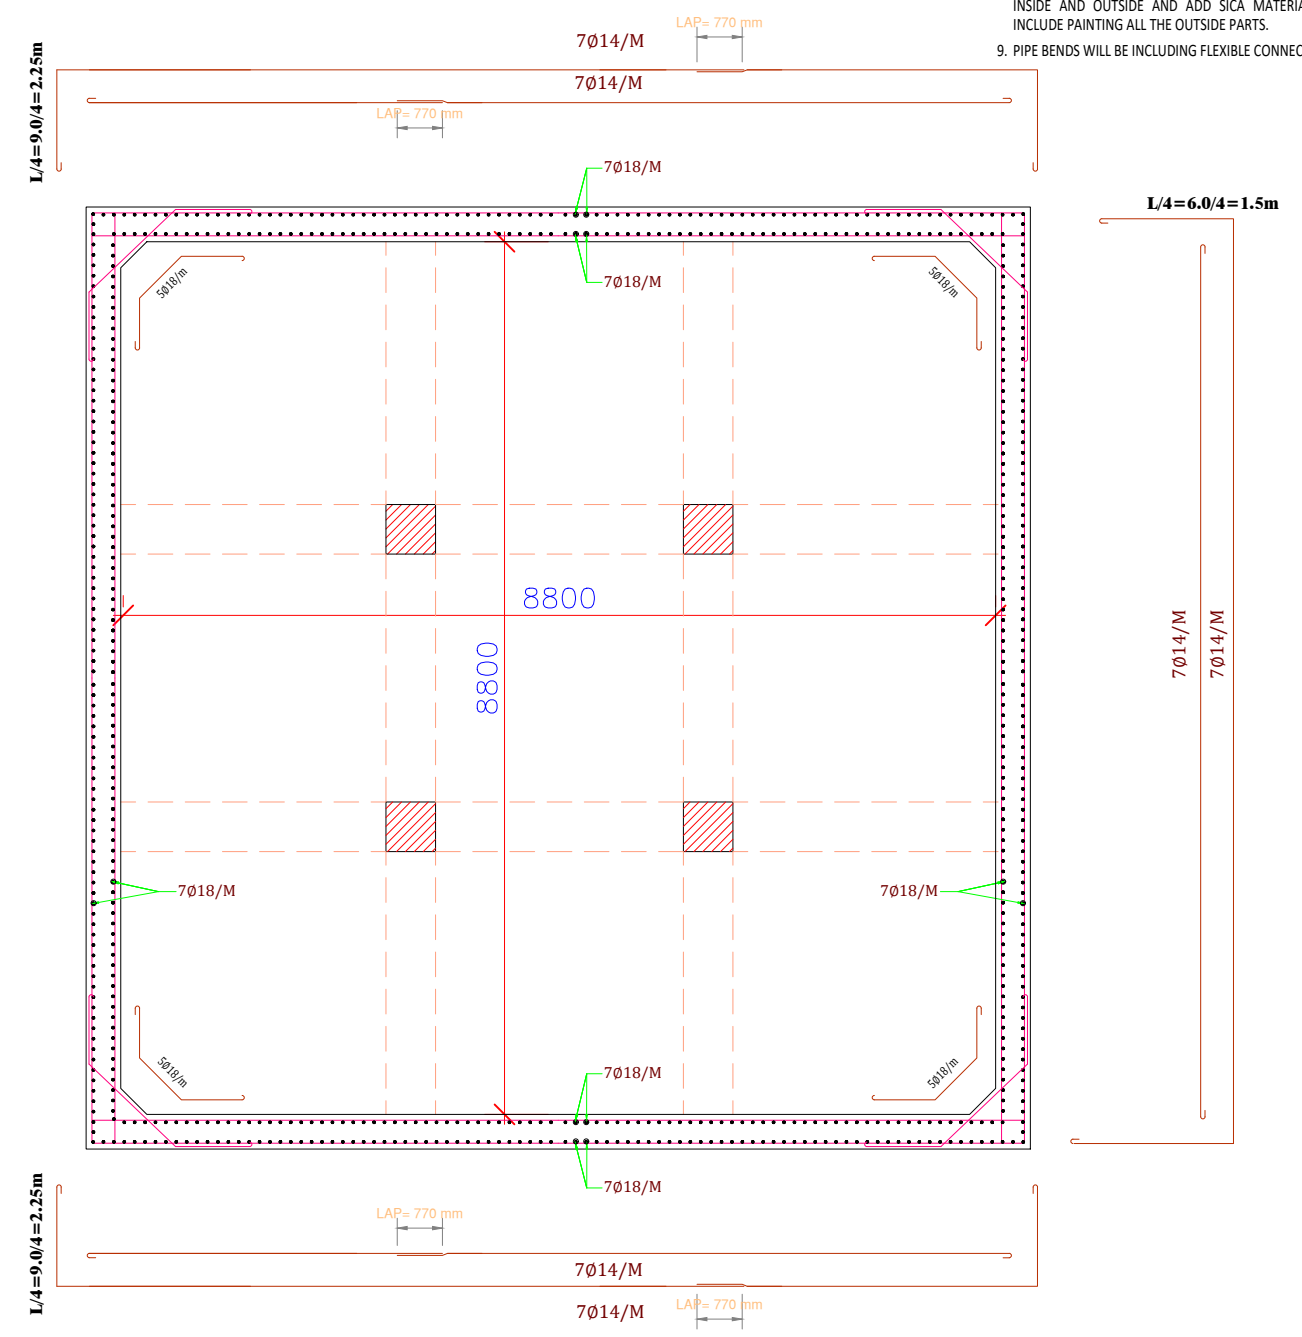 INSIDE AND OUTSIDE AND ADD SICA
INCLUDE PAINTING ALL THE OUTSIDE PARTS.
9. PIPE BENDS WILL BE INCLUDING FLEXIBLE
LAP= 770 mm
7Ø14/M
7Ø14/M
LAP= 770 mm
L/4=9.0/4=2.25m
7Ø18/M
L/4=6.0/4=1.5m
7Ø18/M
5Ø18/m
5Ø18/m
8800
8800
7Ø14/M
7Ø14/M
7Ø18/M
7Ø18/M
5Ø18/m
5Ø18/m
7Ø18/M
7Ø18/M
L/4=9.0/4=2.25m
LAP= 770 mm
7Ø14/M
LAP= 770 mm
7Ø14/M